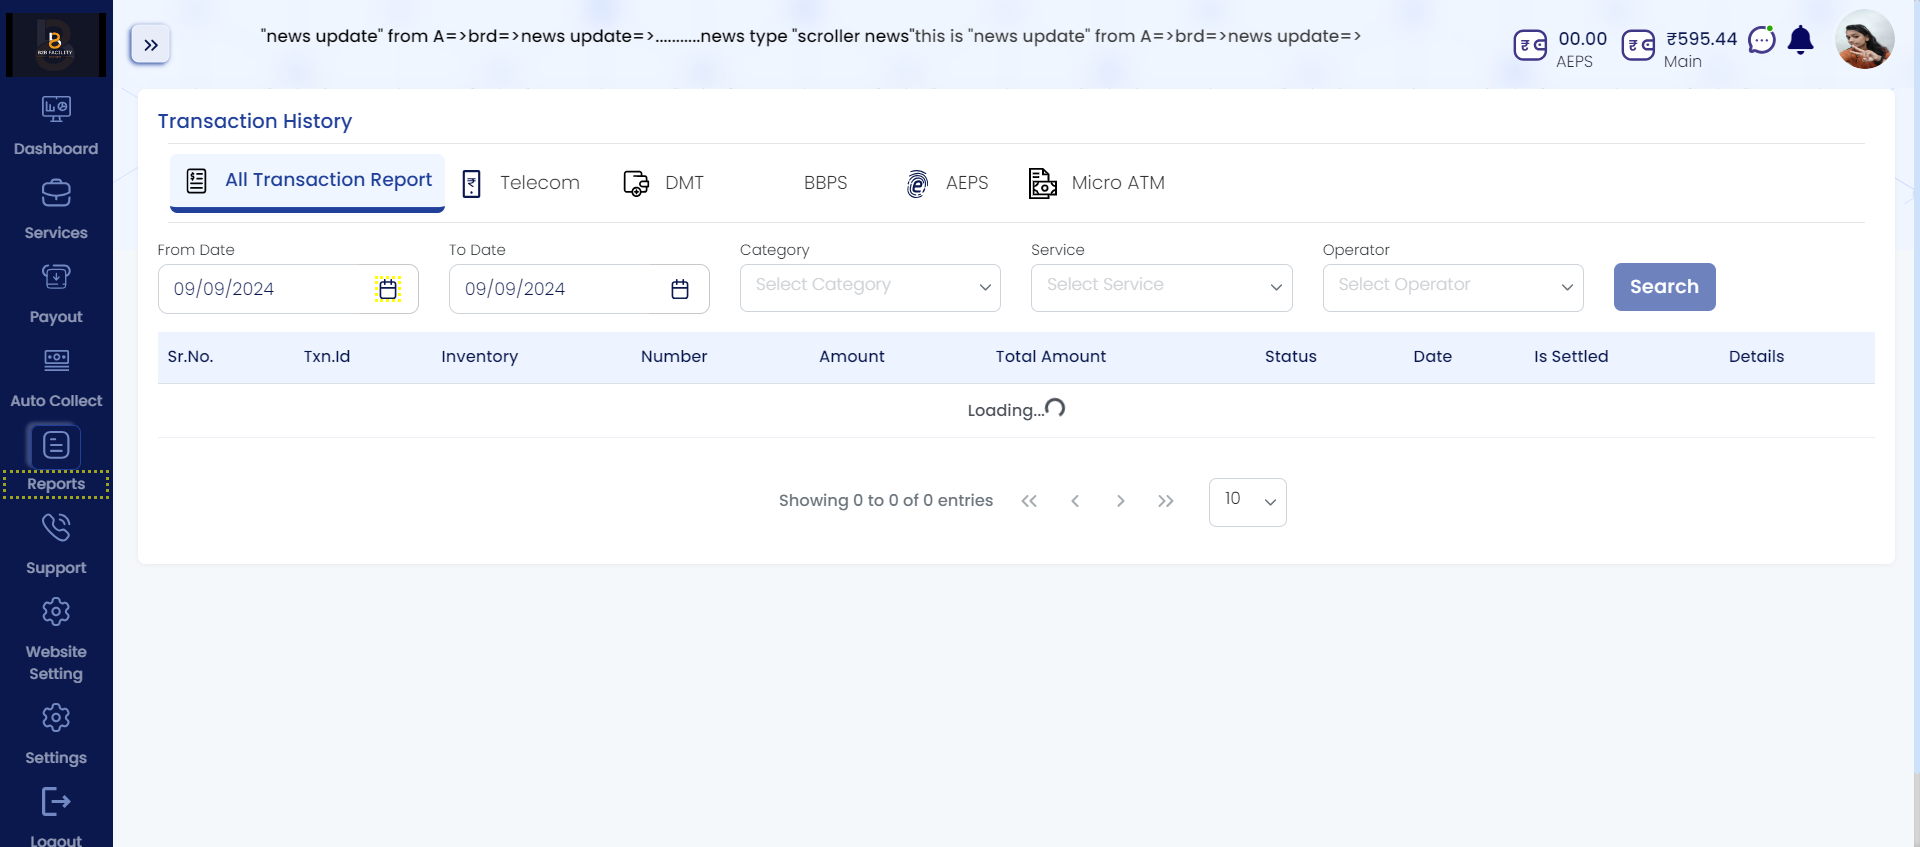 B2B FACILITY
"news update" from A=>brd=>news update=>...........news type "scroller news"this is "news update" from A=>brd=>news update=>
00.00
AEPS
₹595.44
Main
Dashboard
Services
Payout
Auto Collect
Reports
Support
Website
Setting
Settings
Logout
Transaction History
All Transaction Report Telecom DMT BBPS AEPS Micro ATM
From Date To Date Category Service Operator
09/09/2024 09/09/2024 Select Category Select Service Select Operator Search
Sr.No. Txn.Id Inventory Number Amount Total Amount Status Date Is Settled Details
Loading...
Showing 0 to 0 of 0 entries << < > >> 10